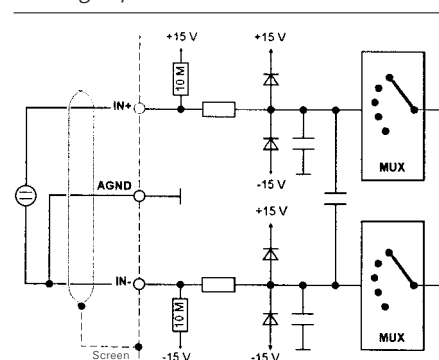 +15 V
+15 V
10 M
IN+
MUX
AGND
-15 V
+15 V
IN-
10 M
MUX
Screen
-15 V
-15 V